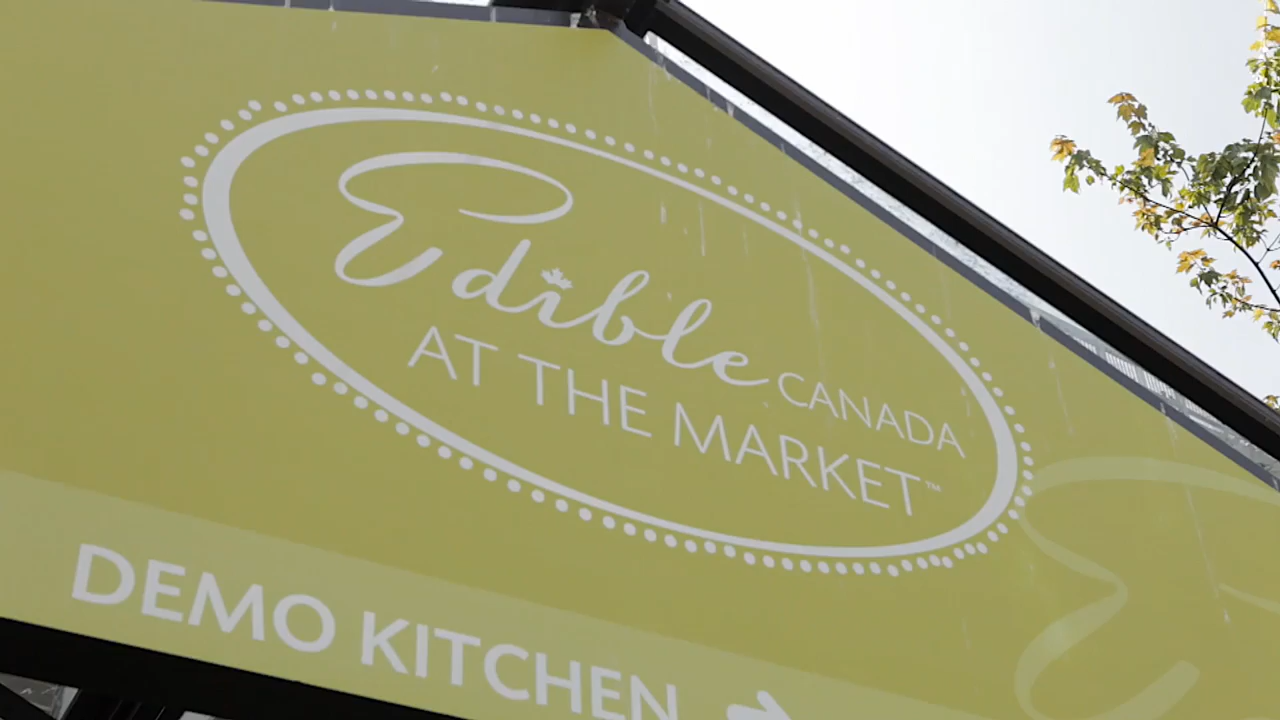 Edible CANADA
AT THE MARKET™
DEMO KITCHEN